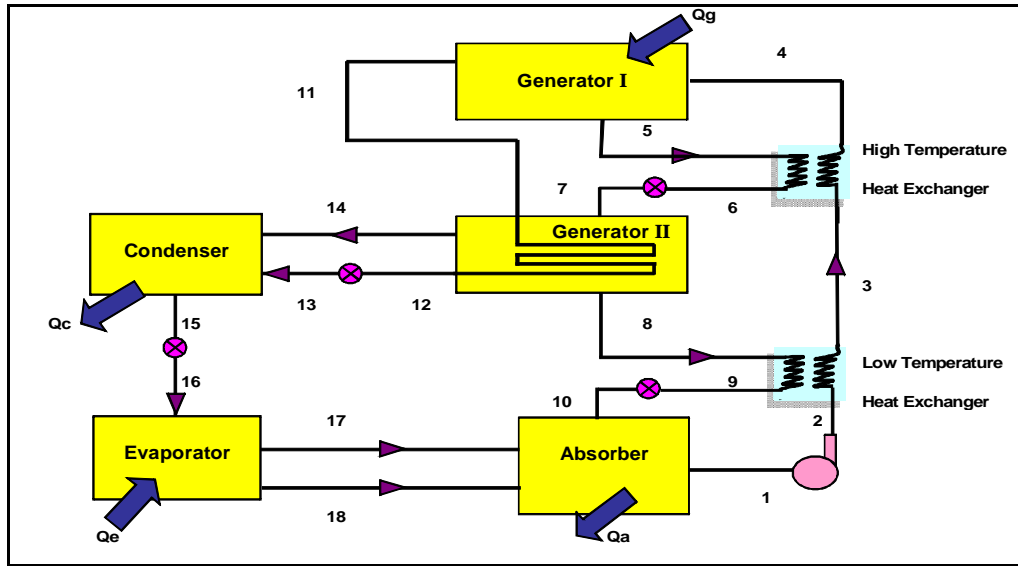 Qg
4
Generator I
11
5
High Temperature
Heat Exchanger
7
6
14
Generator II
Condenser
3
13
12
Qc
15
8
Low Temperature
Heat Exchanger
16
9
10
2
17
Evaporator
Absorber
1
18
Qe
Qa